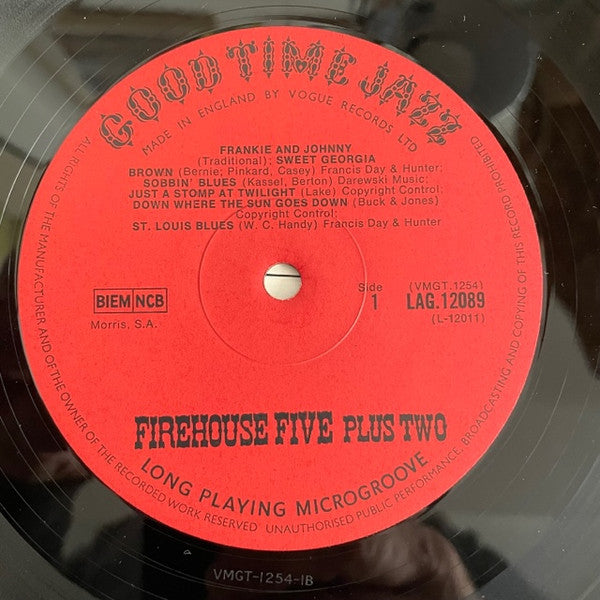 GOOD TIME JAZZ
MADE IN ENGLAND BY VOGUE RECORDS LTD
FRANKIE AND JOHNNY
(Traditional); SWEET GEORGIA
BROWN (Bernie; Pinkard, Casey) Francis Day & Hunter;
SOBBIN' BLUES (Kassel, Berton) Darewski Music;
JUST A STOMP AT TWILIGHT (Lake) Copyright Control;
DOWN WHERE THE SUN GOES DOWN (Buck & Jones)
Copyright Control;
ST. LOUIS BLUES (W. C. Handy) Francis Day & Hunter
BIEM NCB
Morris, S.A.
Side
1
(VMGT.1254)
LAG.12089
(L-12011)
FIREHOUSE FIVE PLUS TWO
LONG PLAYING MICROGROOVE
ALL RIGHTS OF THE MANUFACTURER AND OF THE OWNER OF THE RECORDED WORK RESERVED UNAUTHORISED PUBLIC PERFORMANCE, BROADCASTING AND COPYING OF THIS RECORD PROHIBITED
VMGT-1254-1B